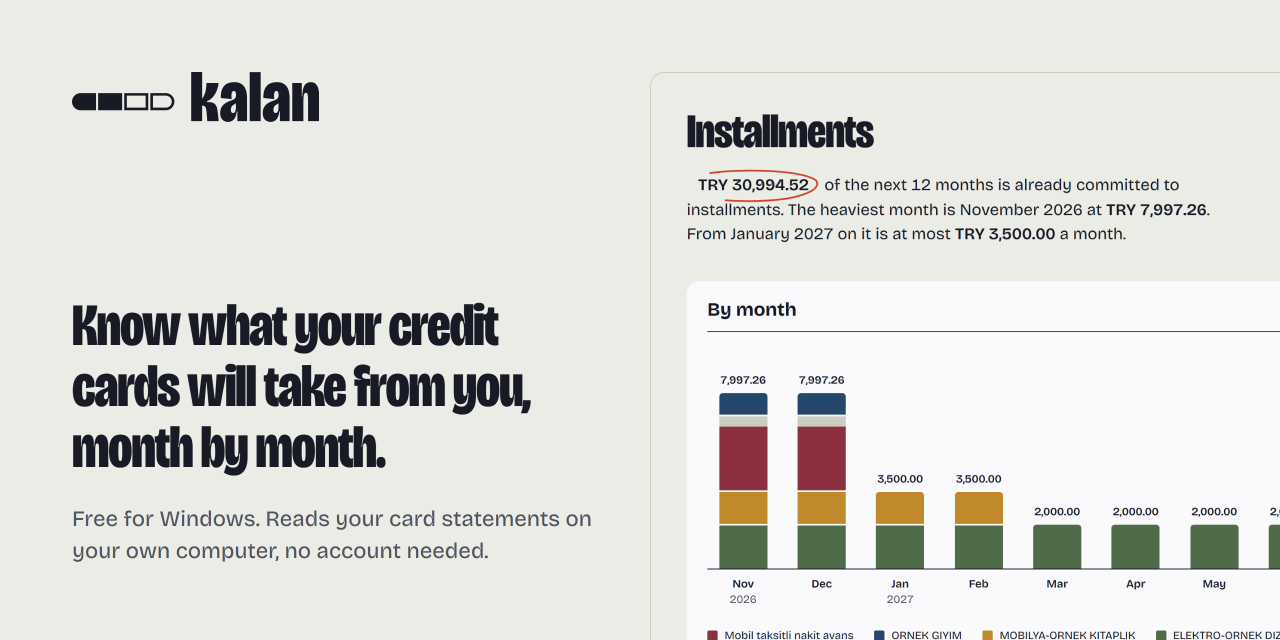 kalan
Know what your credit
cards will take from you,
month by month.
Free for Windows. Reads your card statements on
your own computer, no account needed.
Installments
TRY 30,994.52 of the next 12 months is already committed to
installments. The heaviest month is November 2026 at TRY 7,997.26.
From January 2027 on it is at most TRY 3,500.00 a month.
By month
7,997.26 7,997.26
3,500.00 3,500.00
2,000.00 2,000.00 2,000.00
Nov Dec Jan Feb Mar Apr May
2026 2027
Mobil taksitli nakit avans ORNEK GIYIM MOBILYA-ORNEK KITAPLIK